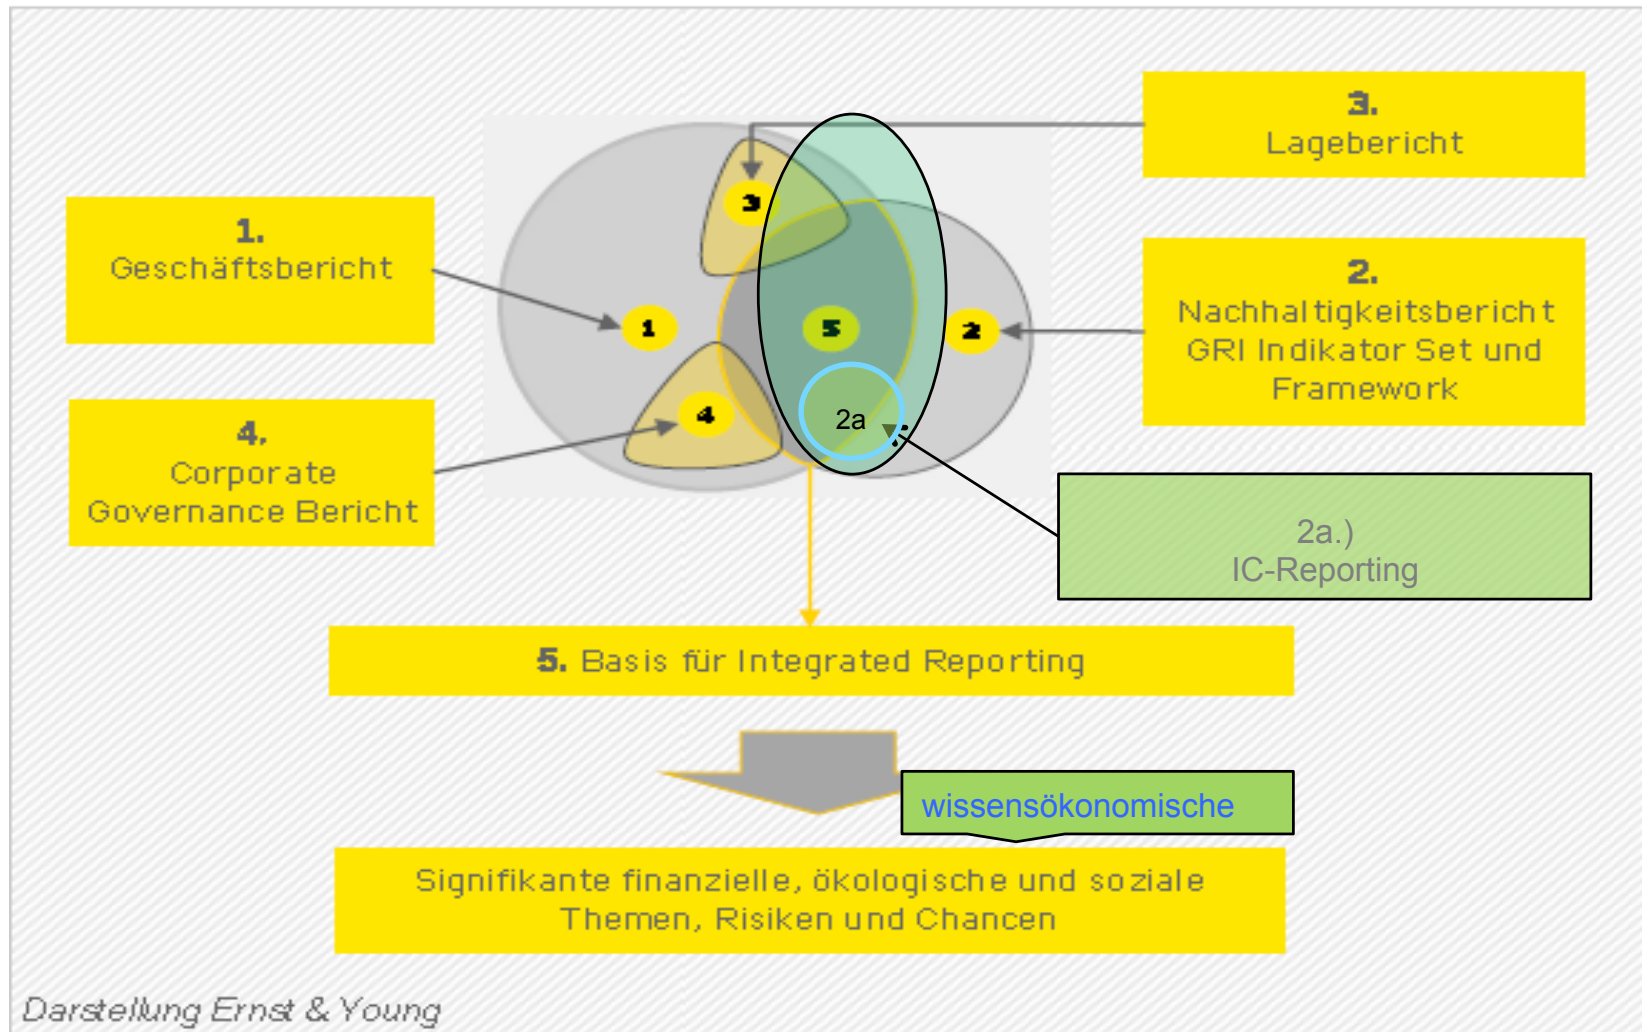 3.
Lagebericht
1.
Geschäftsbericht
3
2.
Nachhaltigkeitsbericht
GRI Indikator Set und
Framework
1
5
2
4.
Corporate
Governance Bericht
4
2a
2a.)
IC-Reporting
5. Basis für Integrated Reporting
wissensökonomische
Signifikante finanzielle, ökologische und soziale
Themen, Risiken und Chancen
Darstellung Ernst & Young